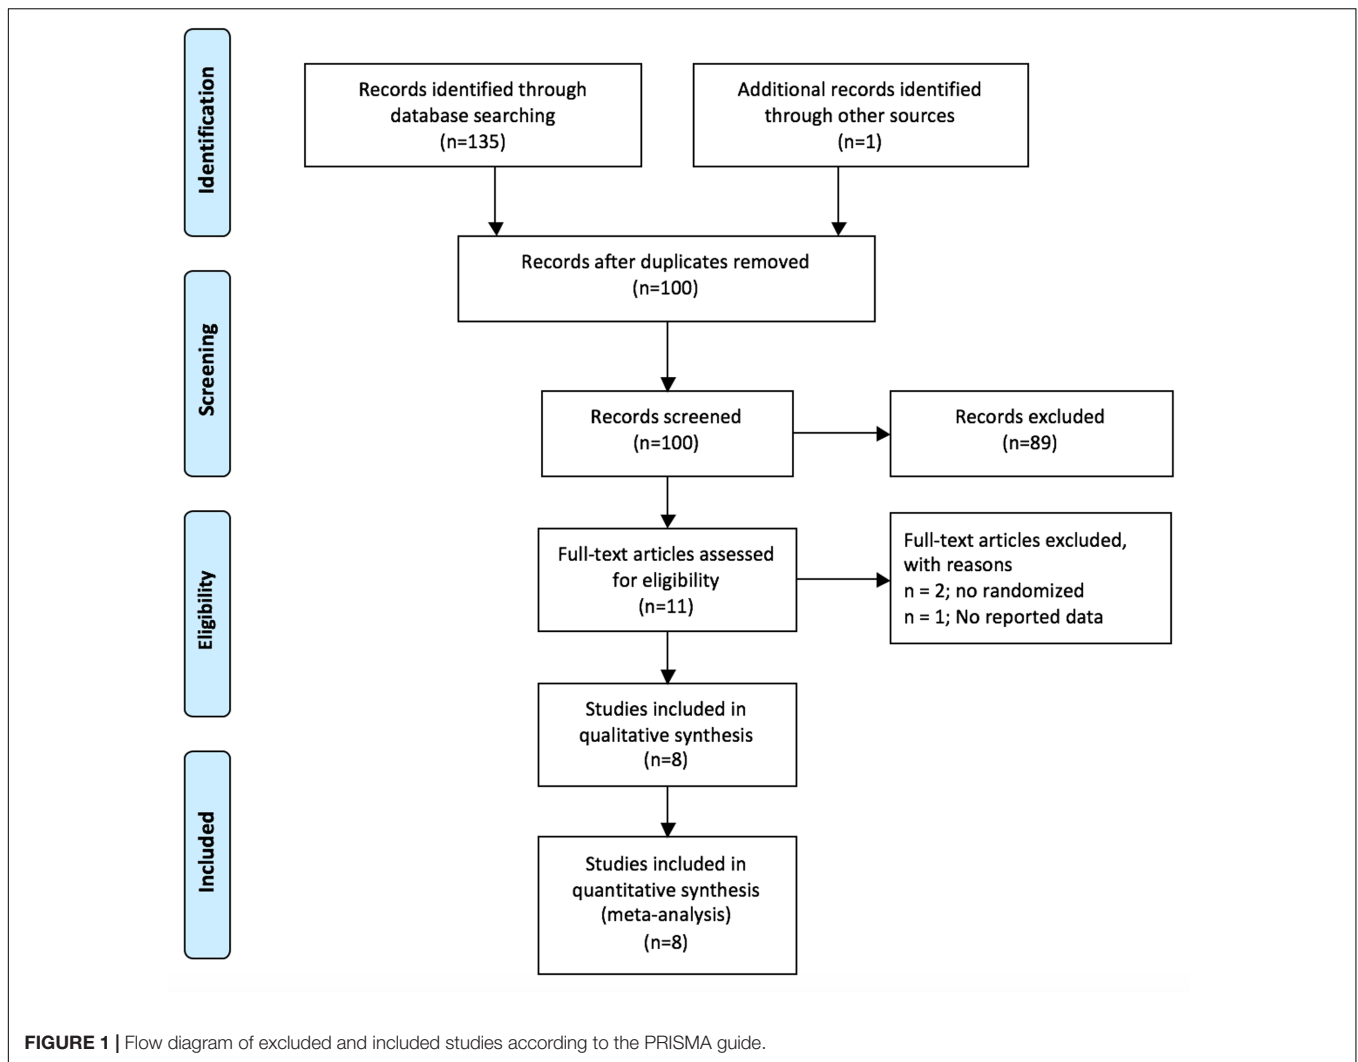 Identification
Records identified through
database searching
(n=135)
Additional records identified
through other sources
(n=1)
Records after duplicates removed
(n=100)
Screening
Records screened
(n=100)
Records excluded
(n=89)
Eligibility
Full-text articles assessed
for eligibility
(n=11)
Full-text articles excluded,
with reasons
n = 2; no randomized
n = 1; No reported data
Studies included in
qualitative synthesis
(n=8)
Included
Studies included in
quantitative synthesis
(meta-analysis)
(n=8)
FIGURE 1 | Flow diagram of excluded and included studies according to the PRISMA guide.